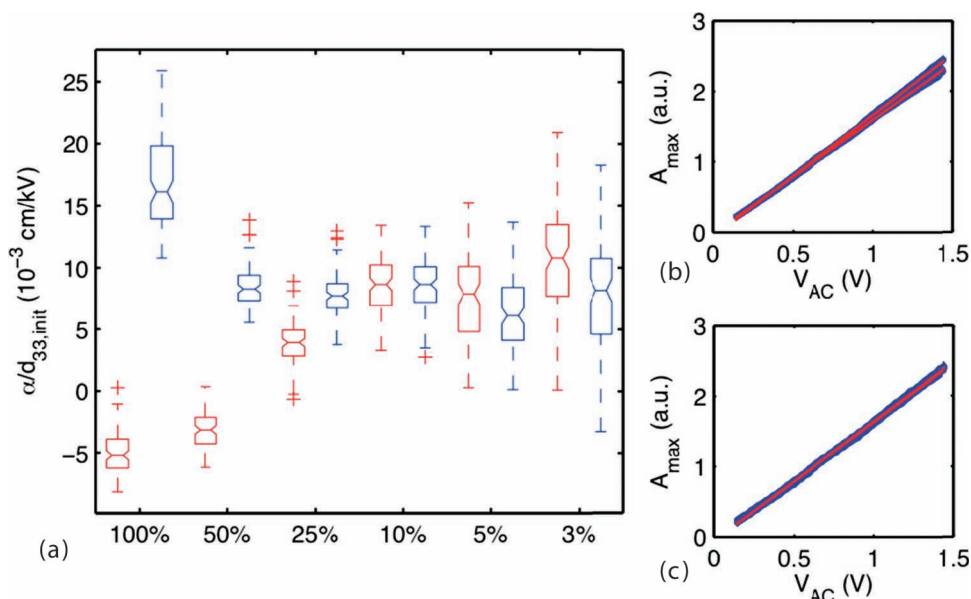 25
20
15
10
5
0
−5
α/d33,init (10−3 cm/kV)
100% 50% 25% 10% 5% 3%
(a)
3
2
1
0
Amax (a.u.)
0 0.5 1 1.5
VAC (V)
(b)
3
2
1
0
Amax (a.u.)
0 0.5 1 1.5
VAC (V)
(c)